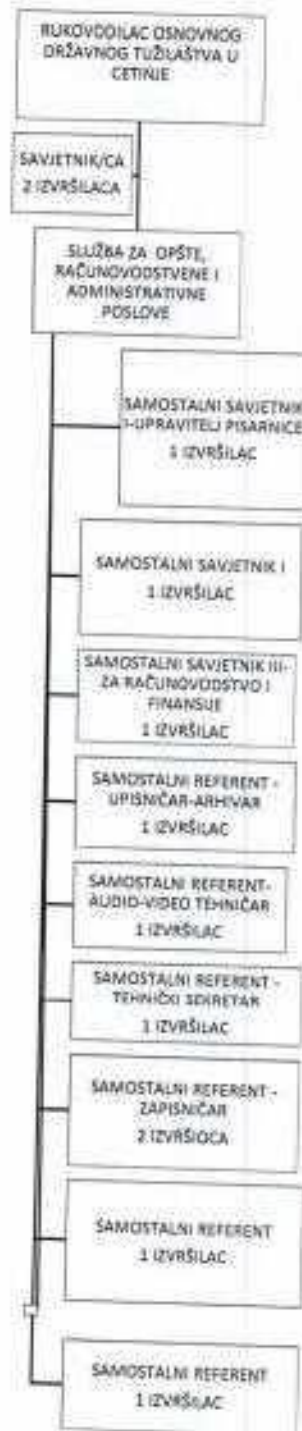 RUKOVODILAC OSNOVNOG
DRŽAVNOG TUŽILAŠTVA U
CETINJE
SAVJETNIK/CA
2 IZVRŠILACA
SLUŽBA ZA OPŠTE,
RAČUNOVODSTVENE I
ADMINISTRATIVNE
POSLOVE
SAMOSTALNI SAVJETNIK
I-UPRAVITELJ PISARNICE
1 IZVRŠILAC
SAMOSTALNI SAVJETNIK I
1 IZVRŠILAC
SAMOSTALNI SAVJETNIK III-
ZA RAČUNOVODSTVO I
FINANSIJE
1 IZVRŠILAC
SAMOSTALNI REFERENT -
UPISNIČAR-ARHIVAR
1 IZVRŠILAC
SAMOSTALNI REFERENT-
AUDIO-VIDEO TEHNIČAR
1 IZVRŠILAC
SAMOSTALNI REFERENT -
TEHNIČKI SEKRETAR
1 IZVRŠILAC
SAMOSTALNI REFERENT -
ZAPISNIČAR
2 IZVRŠIOCA
SAMOSTALNI REFERENT
1 IZVRŠILAC
SAMOSTALNI REFERENT
1 IZVRŠILAC